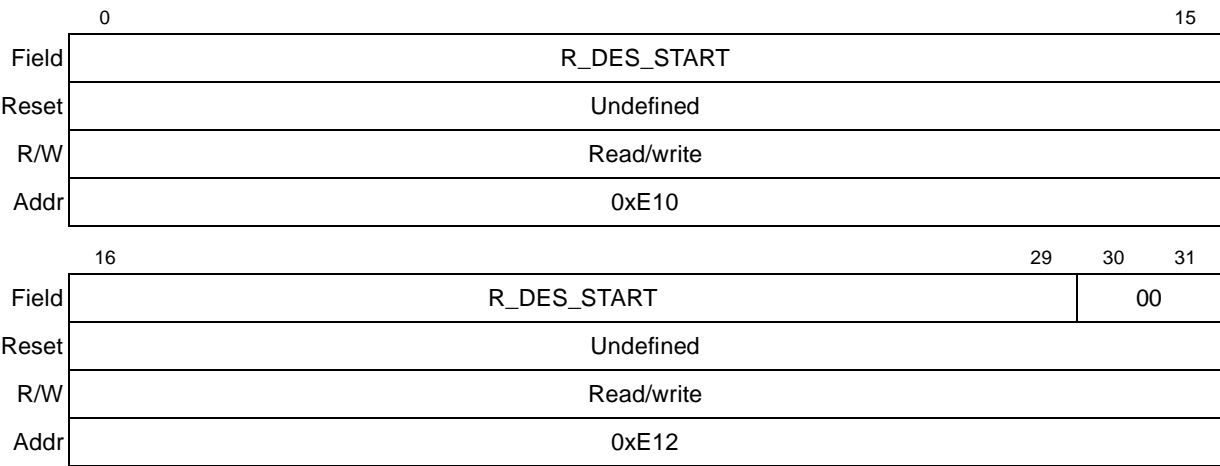 0 15
Field R_DES_START
Reset Undefined
R/W Read/write
Addr 0xE10
16 29 30 31
Field R_DES_START 00
Reset Undefined
R/W Read/write
Addr 0xE12